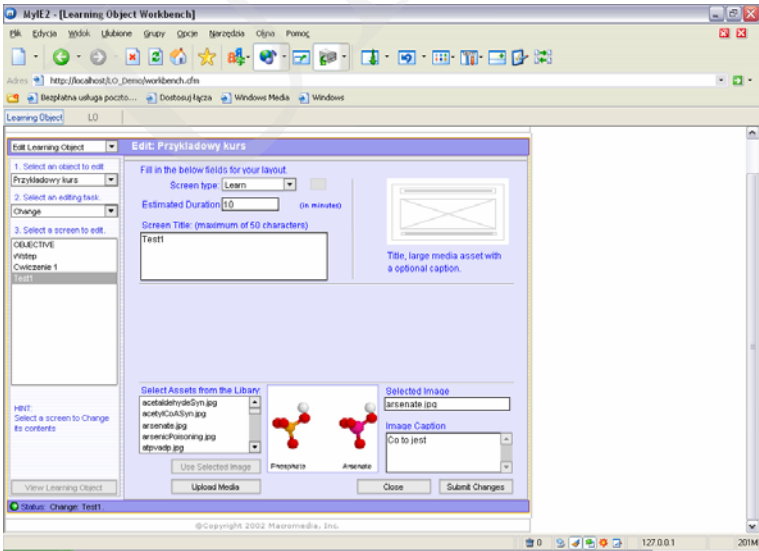 MyIE2 - [Learning Object Workbench]
Plik Edycja Widok Ulubione Grupy Opcje Narzędzia Okna Pomoc
Adres http://localhost/LO_Demo/workbench.cfm
Bezpłatna usługa poczto... Dostosuj łącza Windows Media Windows
Learning Object LO
Edit Learning Object
Edit: Przykladowy kurs
1. Select an object to edit
Przykladowy kurs
2. Select an editing task.
Change
3. Select a screen to edit.
OBJECTIVE
Wstep
Cwiczenie 1
Test1
HINT:
Select a screen to Change
its contents
View Learning Object
Fill in the below fields for your layout.
Screen type: Learn
Estimated Duration 10 (in minutes)
Screen Title: (maximum of 50 characters)
Test1
Title, large media asset with
a optional caption.
Select Assets from the Libary:
acetaldehydeSyn.jpg
acetylCoASyn.jpg
arsenate.jpg
arsenicPoisoning.jpg
atpvadp.jpg
Use Selected Image
Upload Media
Phosphate Arsenate
Selected Image
arsenate.jpg
Image Caption
Co to jest
Close Submit Changes
Status: Change: Test1.
©Copyright 2002 Macromedia, Inc.
0 127.0.0.1 201M